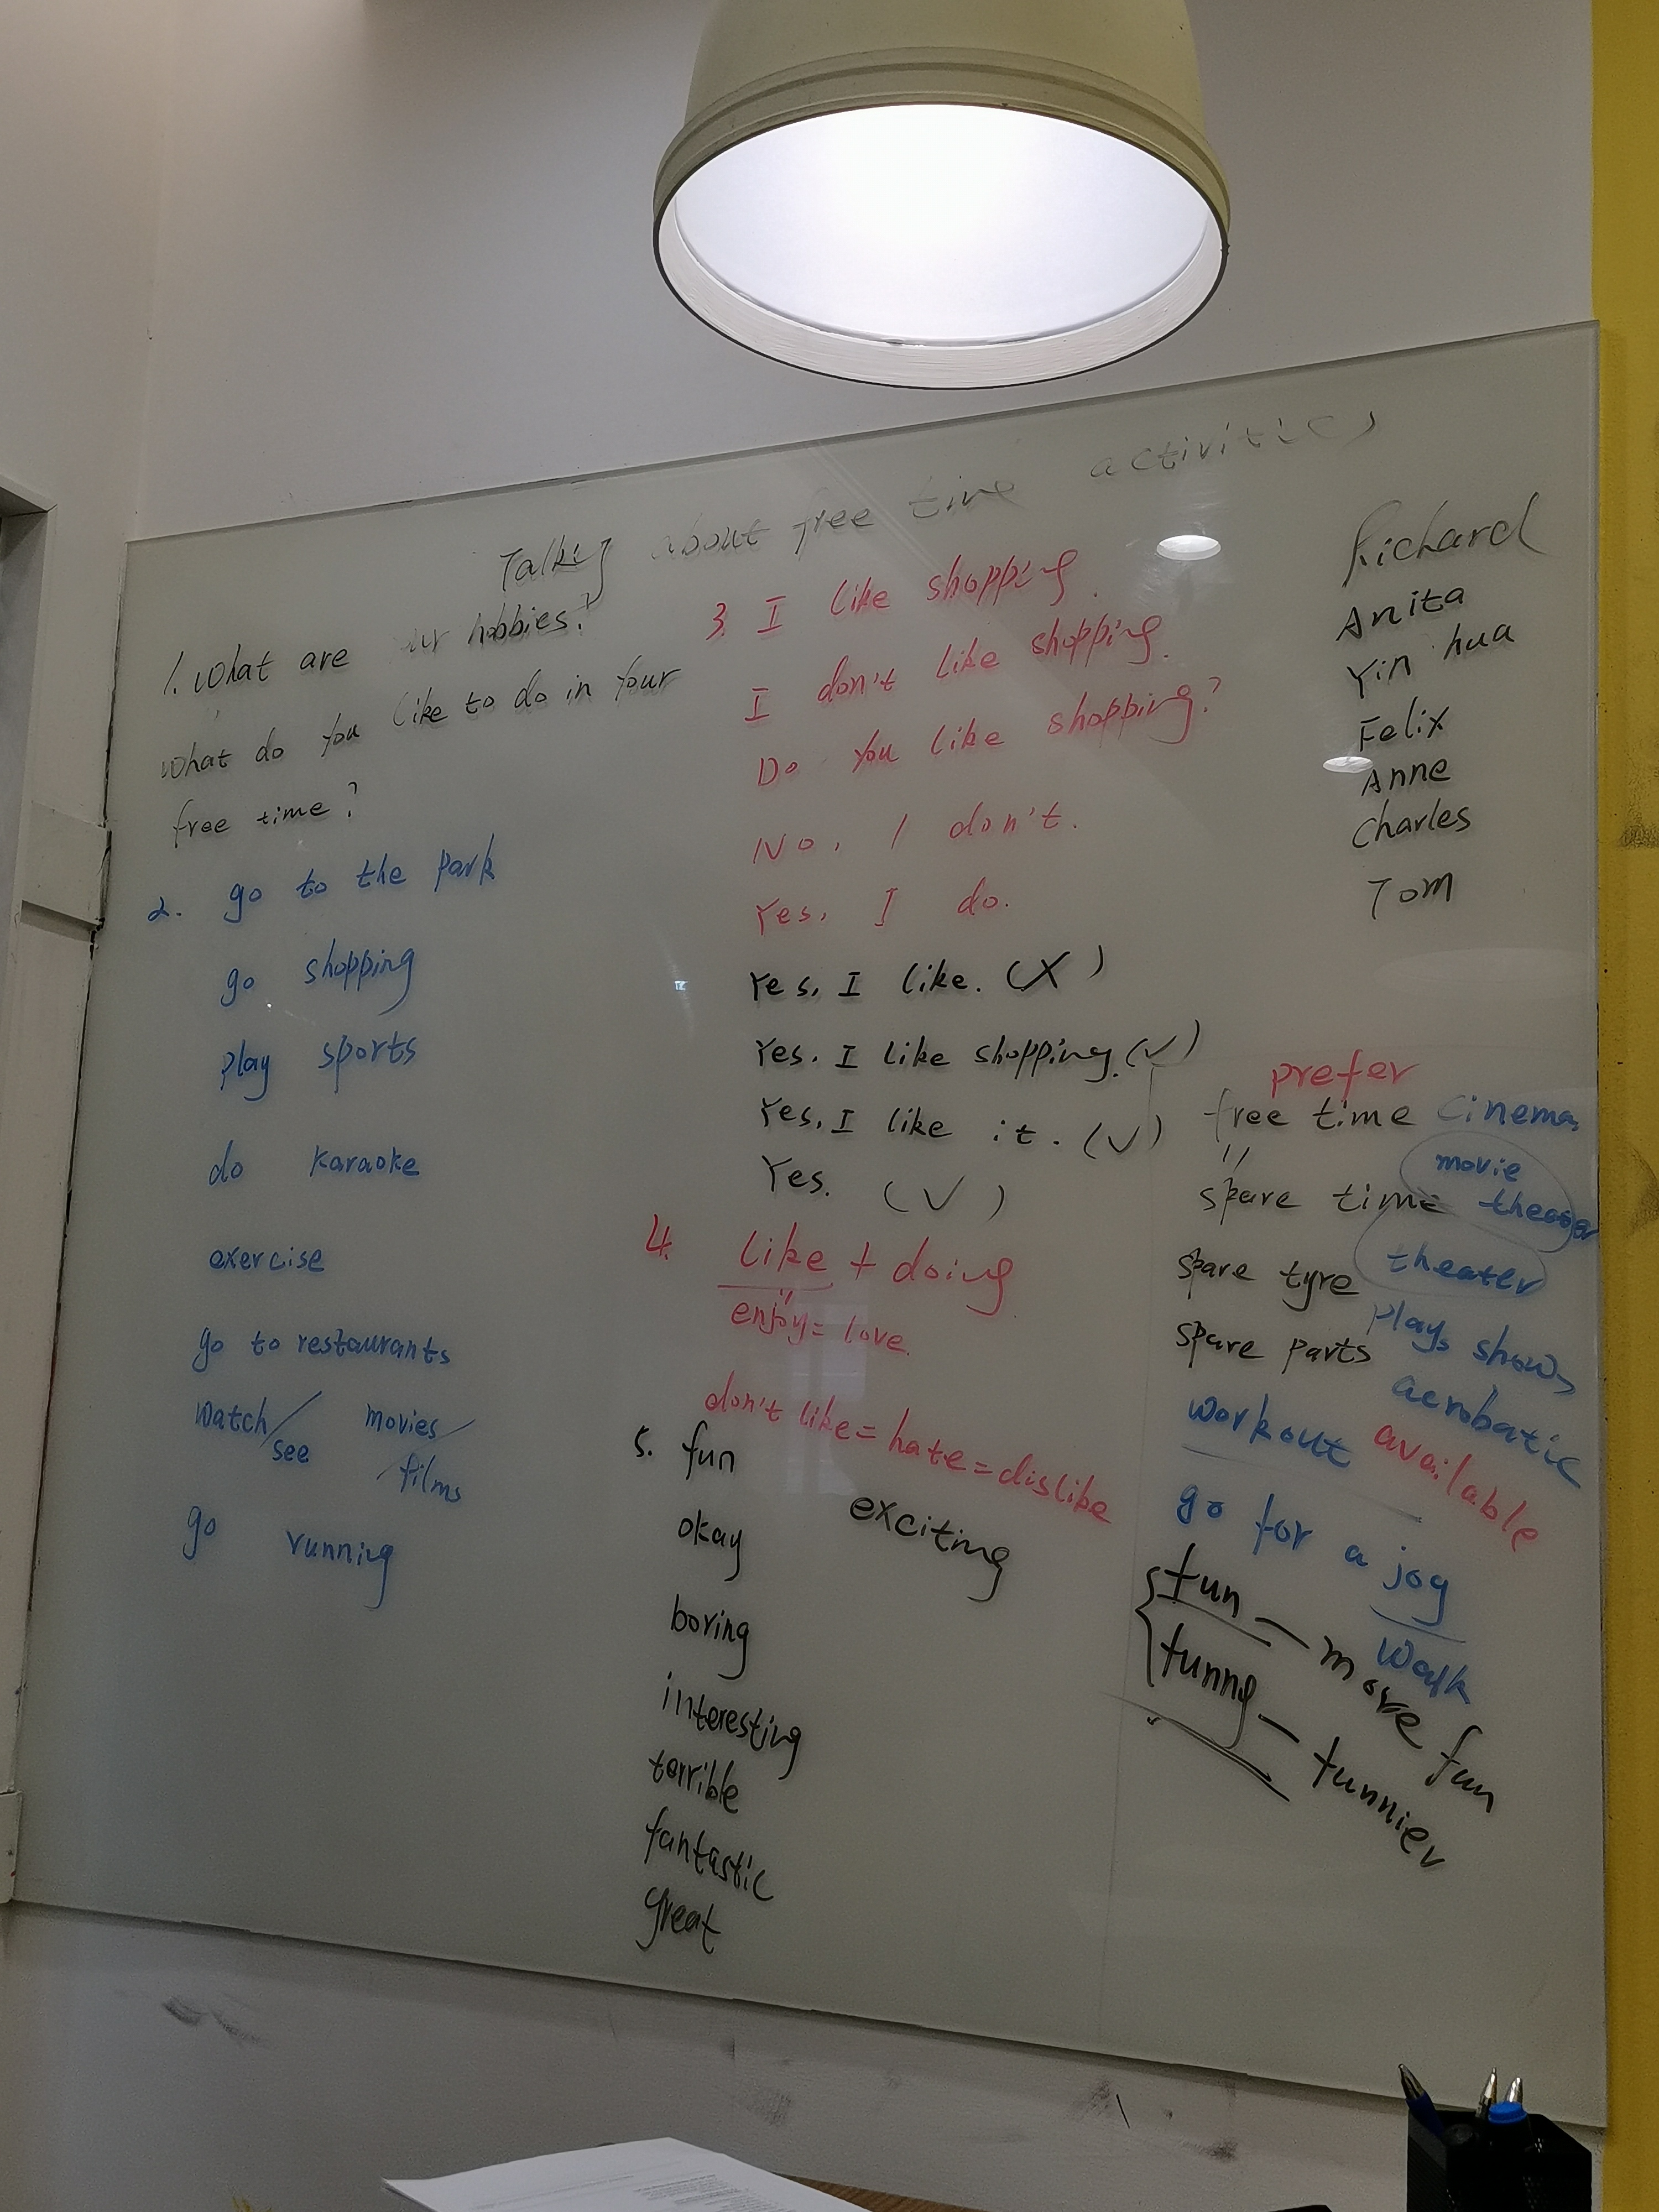 Talking about free time activities
1. What are our hobbies?
What do you like to do in your
free time?
2. go to the park
go shopping
play sports
do karaoke
exercise
go to restaurants
watch/see movies/films
go running
3. I like shopping.
I don't like shopping.
Do you like shopping?
No, I don't.
Yes, I do.
Yes, I like. (X)
Yes. I like shopping. (√)
Yes, I like it. (√)
Yes. (√)
4. like + doing
"
enjoy = love.
don't like = hate = dislike
5. fun
exciting
okay
boring
interesting
terrible
fantastic
great
Richard
Anita
Yin hua
Felix
Anne
Charles
Tom
prefer
free time
"
spare time
spare tyre
spare parts
cinema
movie
theater
theater
plays shows
acrobatic
workout
available
go for a jog
walk
fun — more fun
funny — funnier